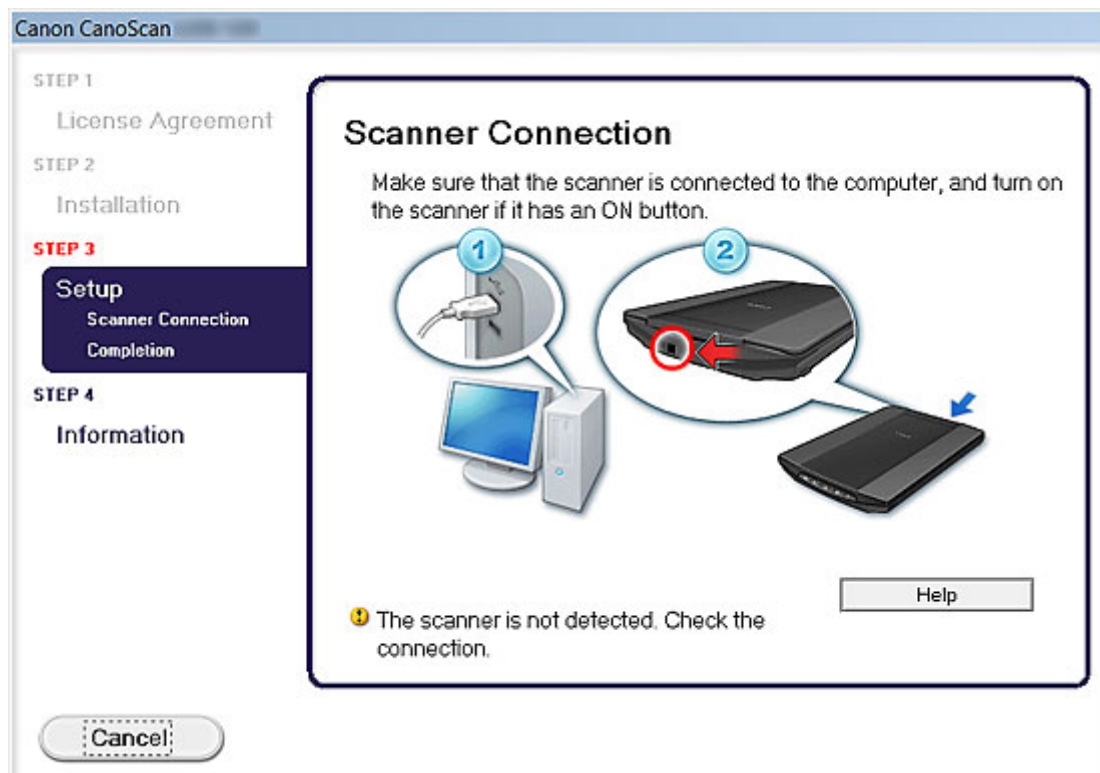 Canon CanoScan
STEP 1
License Agreement
STEP 2
Installation
STEP 3
Setup
Scanner Connection
Completion
STEP 4
Information
Scanner Connection
Make sure that the scanner is connected to the computer, and turn on
the scanner if it has an ON button.
1
2
Help
The scanner is not detected. Check the
connection.
Cancel